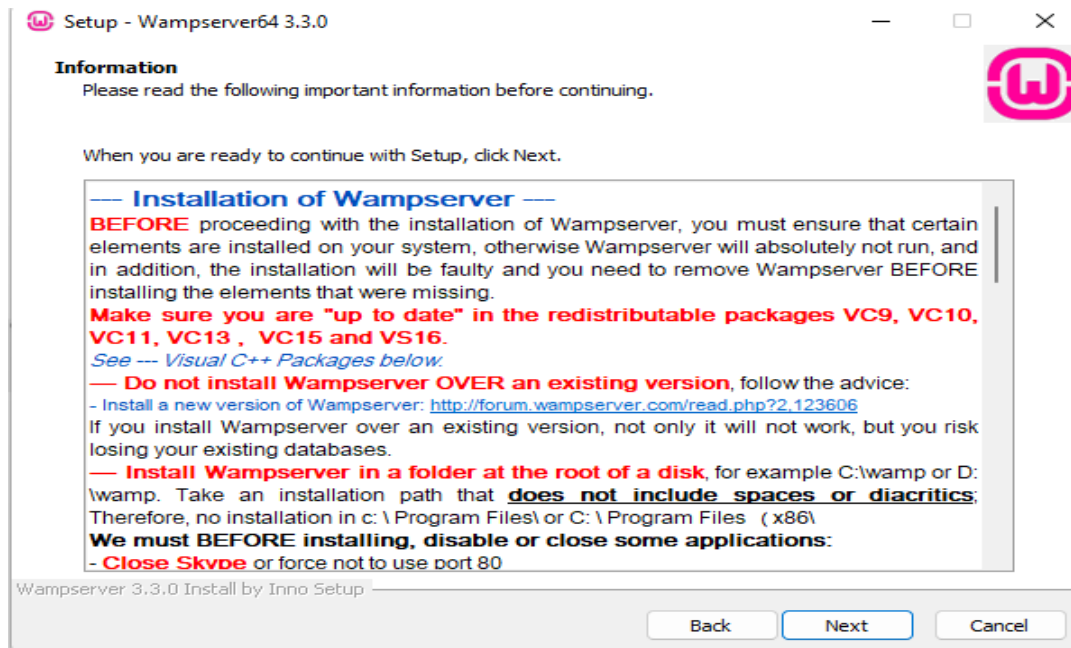 Setup - Wampserver64 3.3.0
Information
Please read the following important information before continuing.
When you are ready to continue with Setup, click Next.
--- Installation of Wampserver ---
BEFORE proceeding with the installation of Wampserver, you must ensure that certain
elements are installed on your system, otherwise Wampserver will absolutely not run, and
in addition, the installation will be faulty and you need to remove Wampserver BEFORE
installing the elements that were missing.
Make sure you are "up to date" in the redistributable packages VC9, VC10,
VC11, VC13 , VC15 and VS16.
See --- Visual C++ Packages below.
— Do not install Wampserver OVER an existing version, follow the advice:
- Install a new version of Wampserver: http://forum.wampserver.com/read.php?2,123606
If you install Wampserver over an existing version, not only it will not work, but you risk
losing your existing databases.
— Install Wampserver in a folder at the root of a disk, for example C:\wamp or D:
\wamp. Take an installation path that does not include spaces or diacritics;
Therefore, no installation in c: \ Program Files\ or C: \ Program Files ( x86\
We must BEFORE installing, disable or close some applications:
- Close Skype or force not to use port 80
Wampserver 3.3.0 Install by Inno Setup
Back Next Cancel